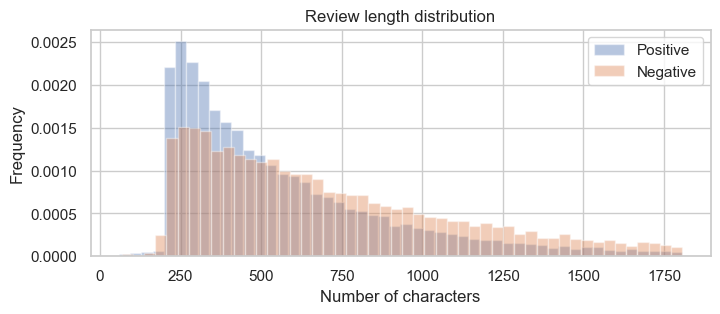 Review length distribution
Positive
Negative
Frequency
0.0025
0.0020
0.0015
0.0010
0.0005
0.0000
0 250 500 750 1000 1250 1500 1750
Number of characters